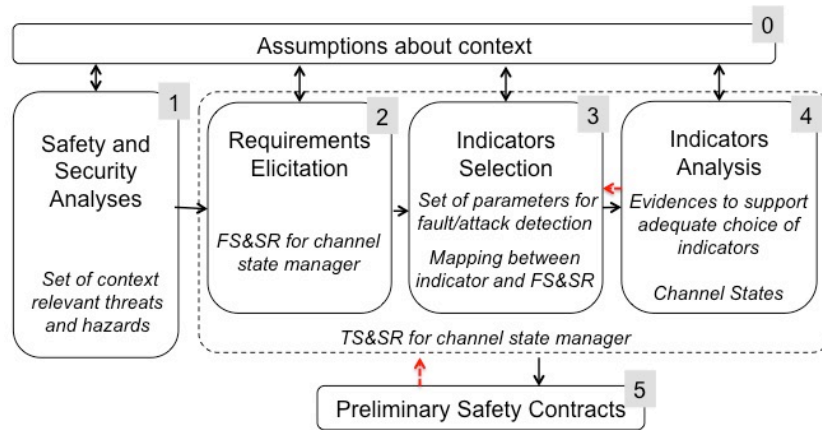 0
Assumptions about context
1
Safety and
Security
Analyses
Set of context
relevant threats
and hazards
2
Requirements
Elicitation
FS&SR for channel
state manager
3
Indicators
Selection
Set of parameters for
fault/attack detection
Mapping between
indicator and FS&SR
4
Indicators
Analysis
Evidences to support
adequate choice of
indicators
Channel States
TS&SR for channel state manager
5
Preliminary Safety Contracts